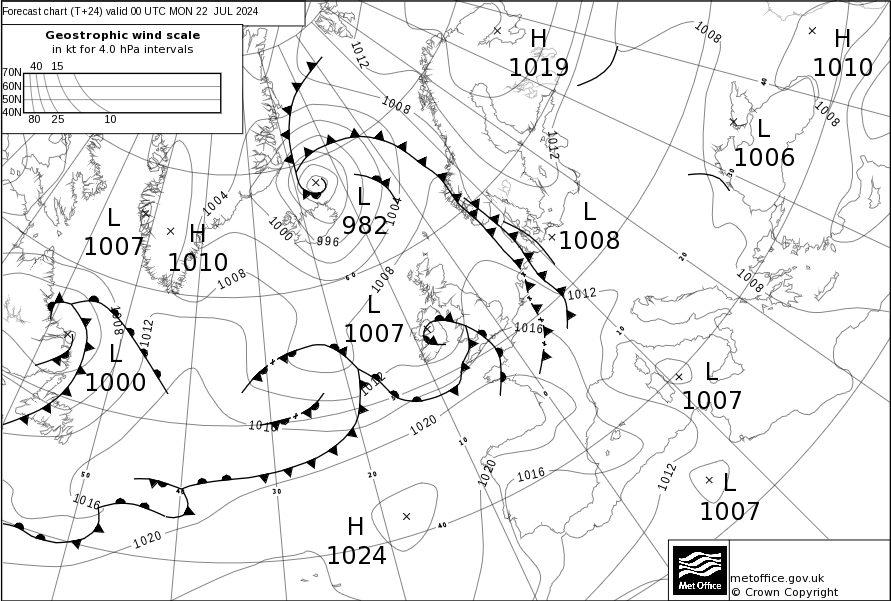 Forecast chart (T+24) valid 00 UTC MON 22 JUL 2024
Geostrophic wind scale
in kt for 4.0 hPa intervals
40 15
70N
60N
50N
40N
80 25 10
1012
1008
H
1019
1008
H
1010
40
1008
1008
1012
L
1006
30
L
982
1004
1004
1000
996
L
1007
H
1010
L
1008
20
1008
1008
60
1008
1012
L
1007
1016
1012
1008
1012
10
L
1000
1012
L
1007
0
1016
1020
10
1020
1016
1012
50
40
30
20
L
1007
1016
H
1024
40
1020
Met Office
metoffice.gov.uk
© Crown Copyright